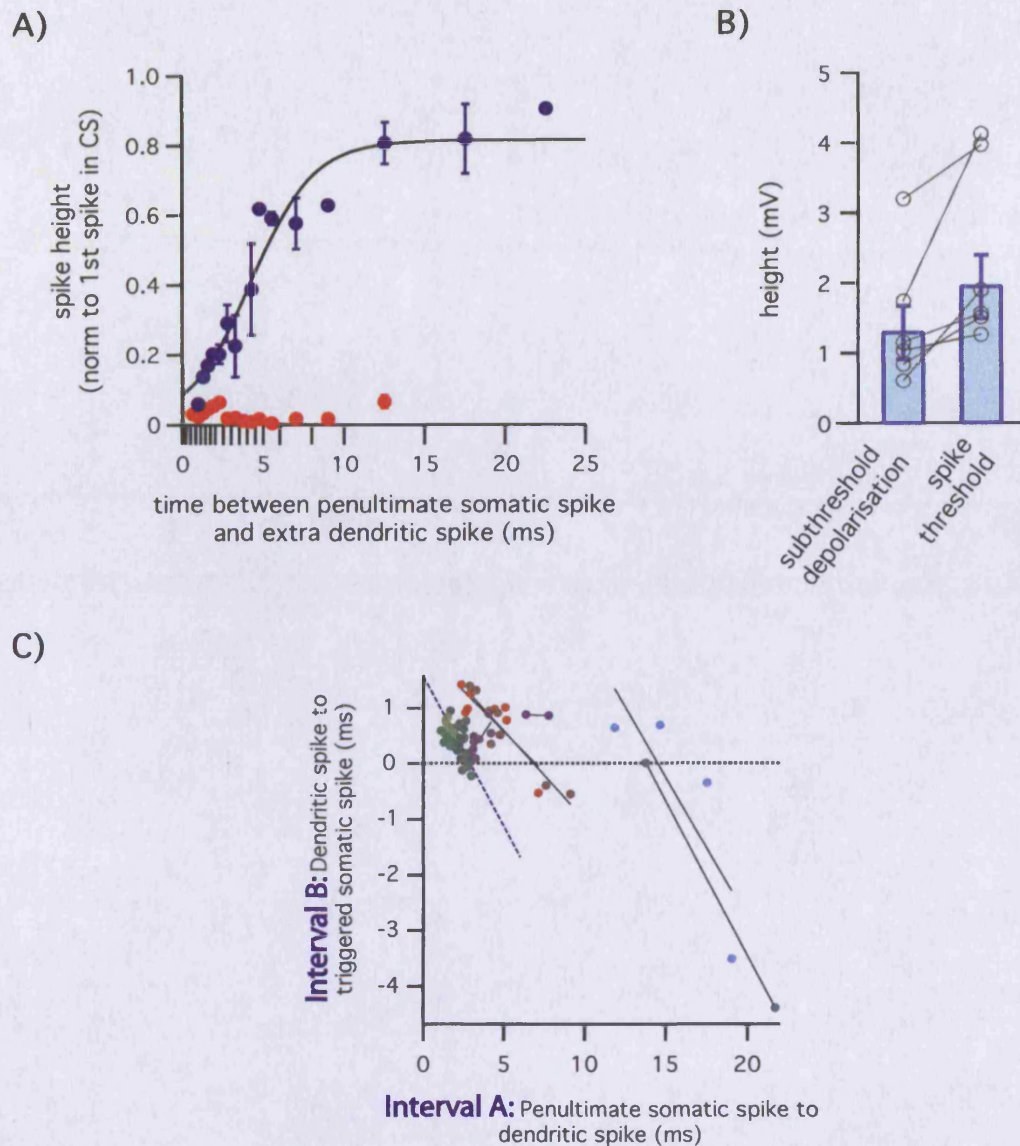 A)
spike height
(norm to 1st spike in CS)
1.0
0.8
0.6
0.4
0.2
0
0 5 10 15 20 25
time between penultimate somatic spike
and extra dendritic spike (ms)
B)
height (mV)
5
4
3
2
1
0
subthreshold
depolarisation
spike
threshold
C)
Interval B: Dendritic spike to
triggered somatic spike (ms)
1
0
-1
-2
-3
-4
0 5 10 15 20
Interval A: Penultimate somatic spike to
dendritic spike (ms)